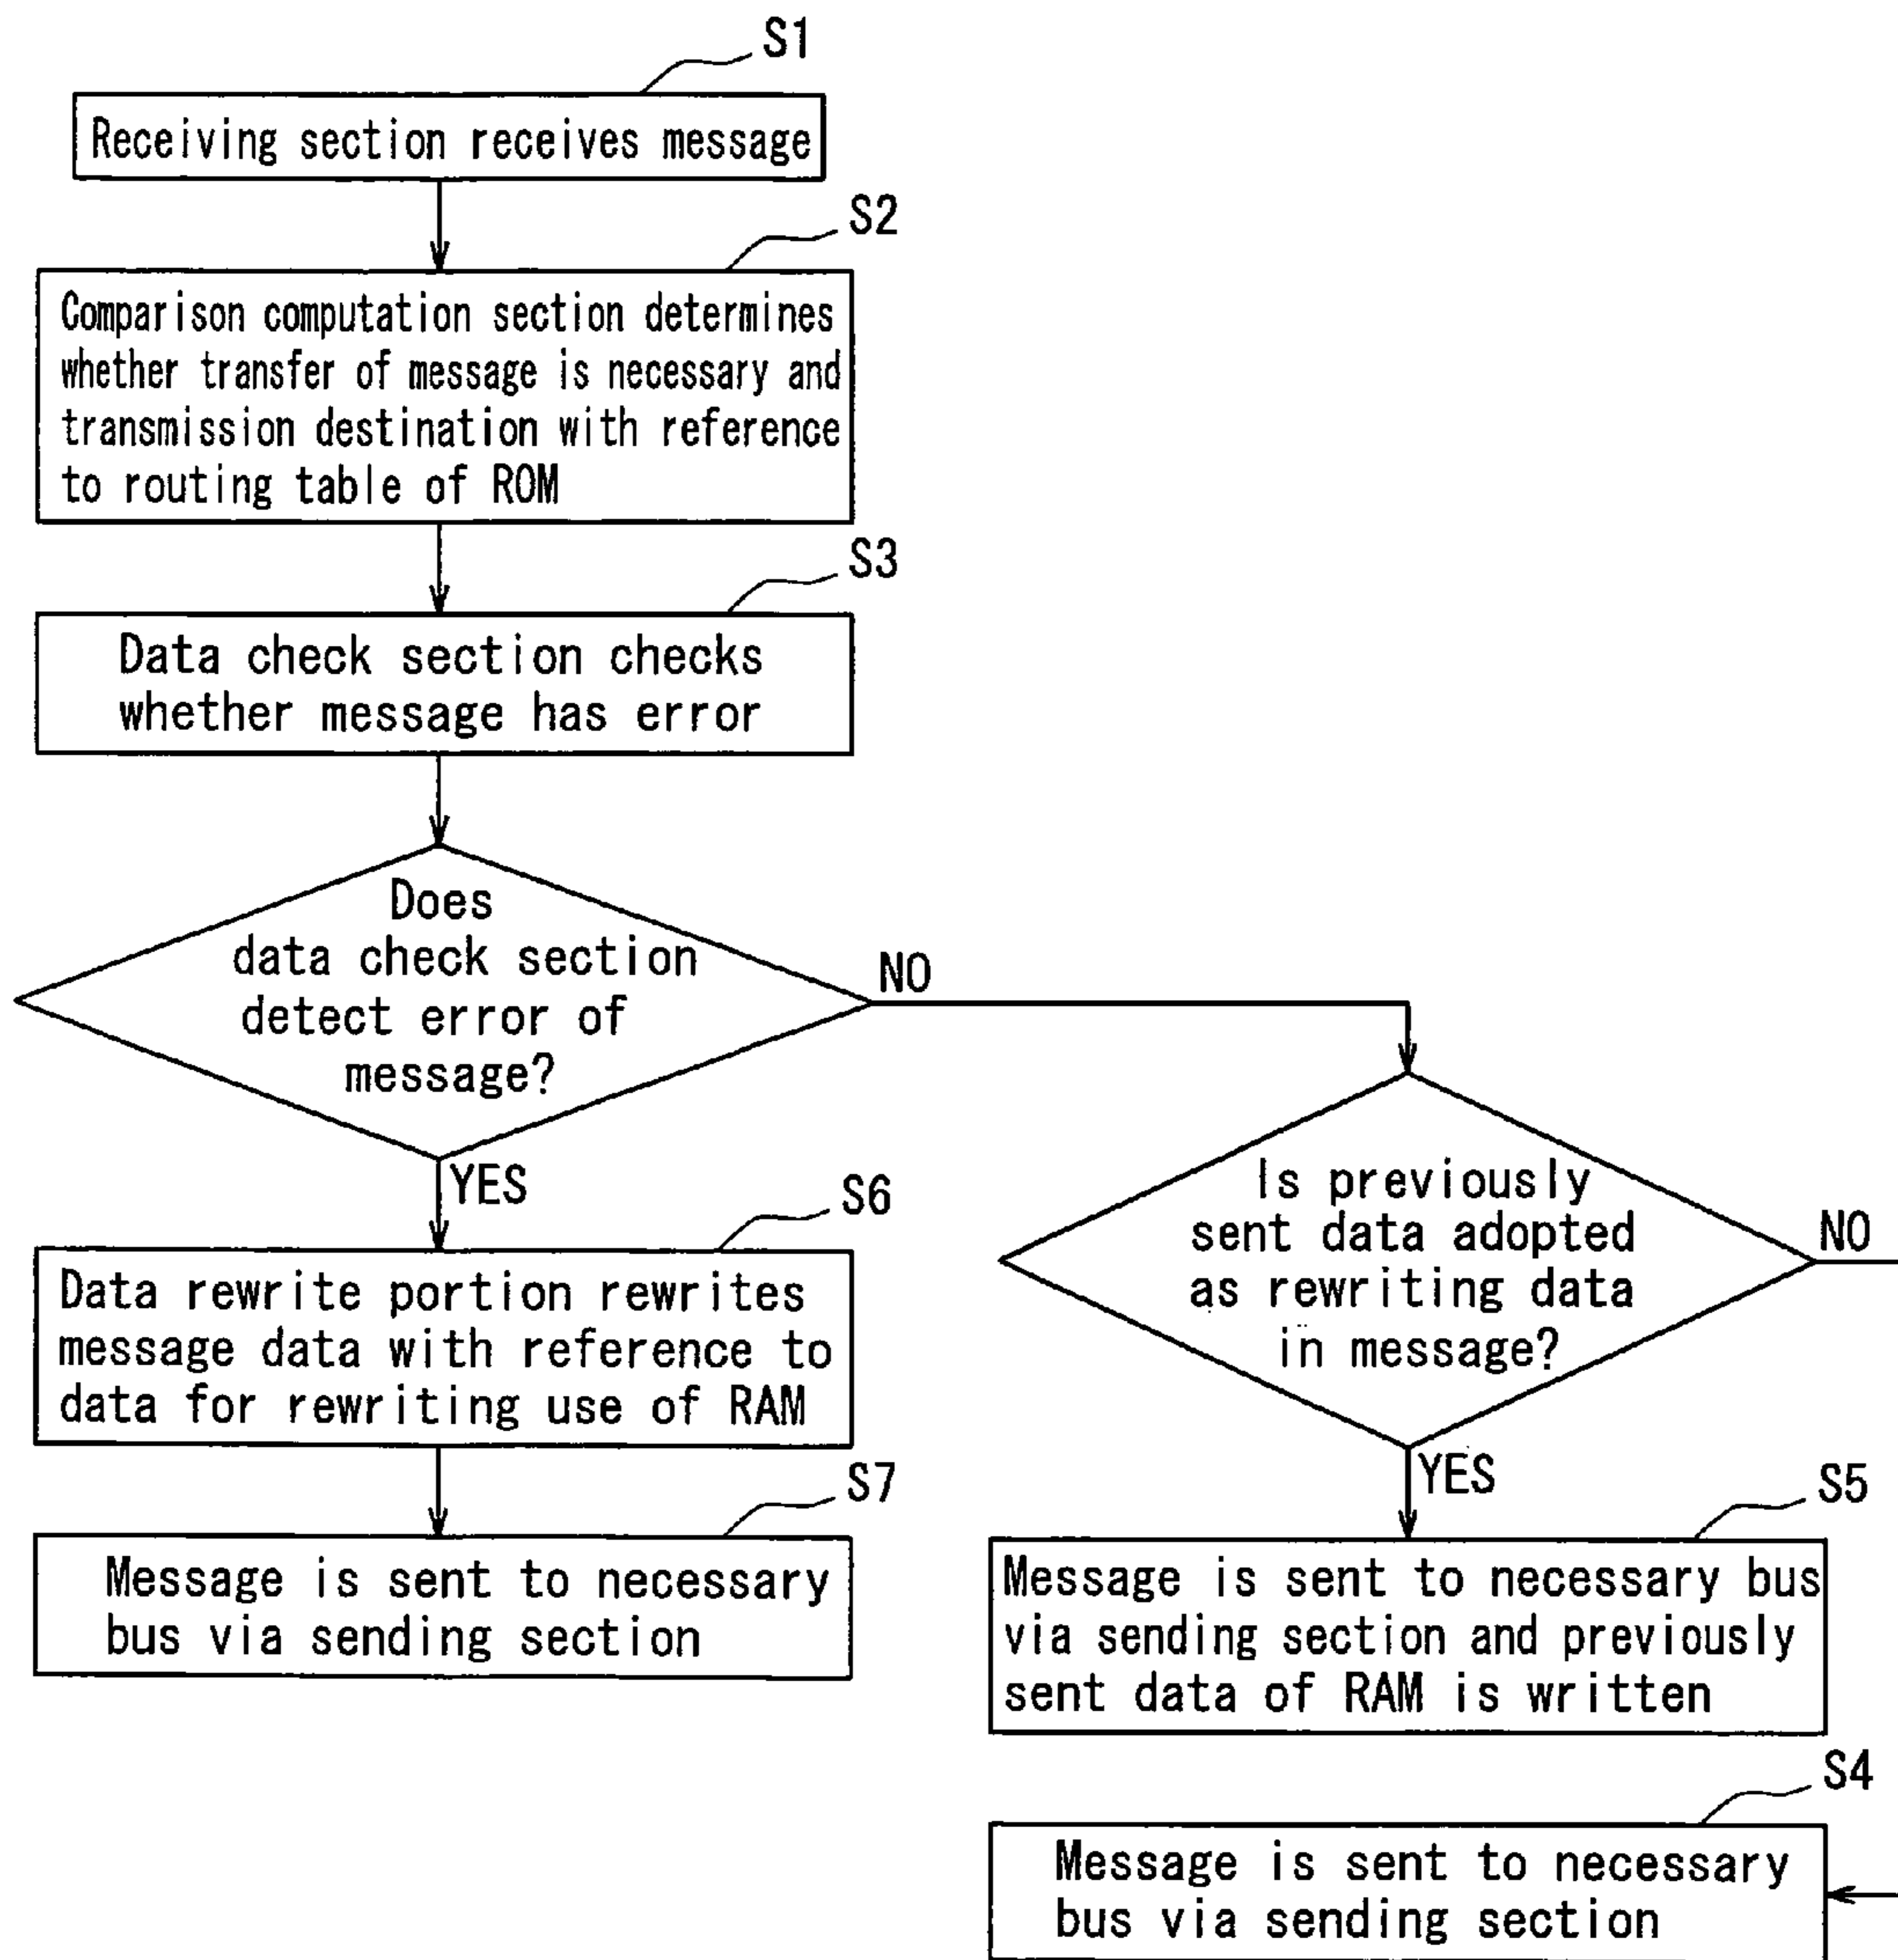 S1
Receiving section receives message
S2
Comparison computation section determines
whether transfer of message is necessary and
transmission destination with reference
to routing table of ROM
S3
Data check section checks
whether message has error
Does
data check section
detect error of
message?
NO
YES
Is previously
sent data adopted
as rewriting data
in message?
NO
YES
S6
Data rewrite portion rewrites
message data with reference to
data for rewriting use of RAM
S7
Message is sent to necessary
bus via sending section
S5
Message is sent to necessary bus
via sending section and previously
sent data of RAM is written
S4
Message is sent to necessary
bus via sending section